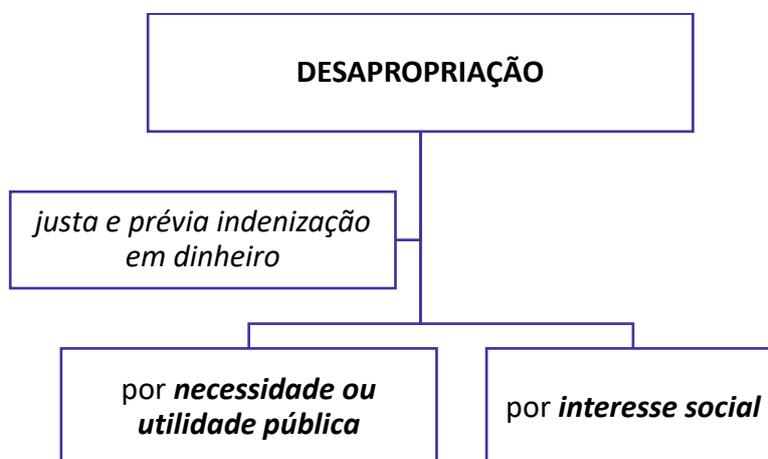 DESAPROPRIAÇÃO
justa e prévia indenização
em dinheiro
por necessidade ou
utilidade pública
por interesse social